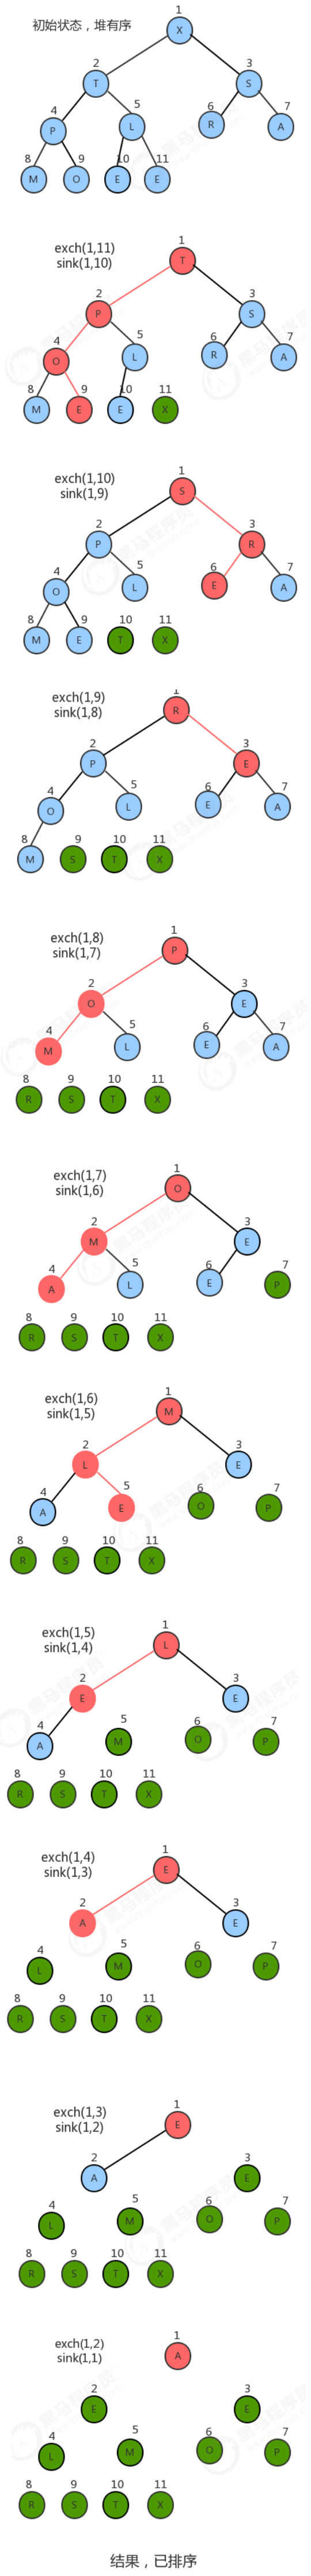 初始状态，堆有序
1
X
2 3
T S
4 5 6 7
P L R A
8 9 10 11
M O E E
exch(1,11)
sink(1,10)
1
T
2 3
P S
4 5 6 7
O L R A
8 9 10 11
M E E X
exch(1,10)
sink(1,9)
1
S
2 3
P R
4 5 6 7
O L E A
8 9 10 11
M E T X
exch(1,9)
sink(1,8)
1
R
2 3
P E
4 5 6 7
O L E A
8 9 10 11
M S T X
exch(1,8)
sink(1,7)
1
P
2 3
O E
4 5 6 7
M L E A
8 9 10 11
R S T X
exch(1,7)
sink(1,6)
1
O
2 3
M E
4 5 6 7
A L E P
8 9 10 11
R S T X
exch(1,6)
sink(1,5)
1
M
2 3
L E
4 5 6 7
A E O P
8 9 10 11
R S T X
exch(1,5)
sink(1,4)
1
L
2 3
E E
4 5 6 7
A M O P
8 9 10 11
R S T X
exch(1,4)
sink(1,3)
1
E
2 3
A E
4 5 6 7
L M O P
8 9 10 11
R S T X
exch(1,3)
sink(1,2)
1
E
2 3
A E
4 5 6 7
L M O P
8 9 10 11
R S T X
exch(1,2)
sink(1,1)
1
A
2 3
E E
4 5 6 7
L M O P
8 9 10 11
R S T X
结果，已排序